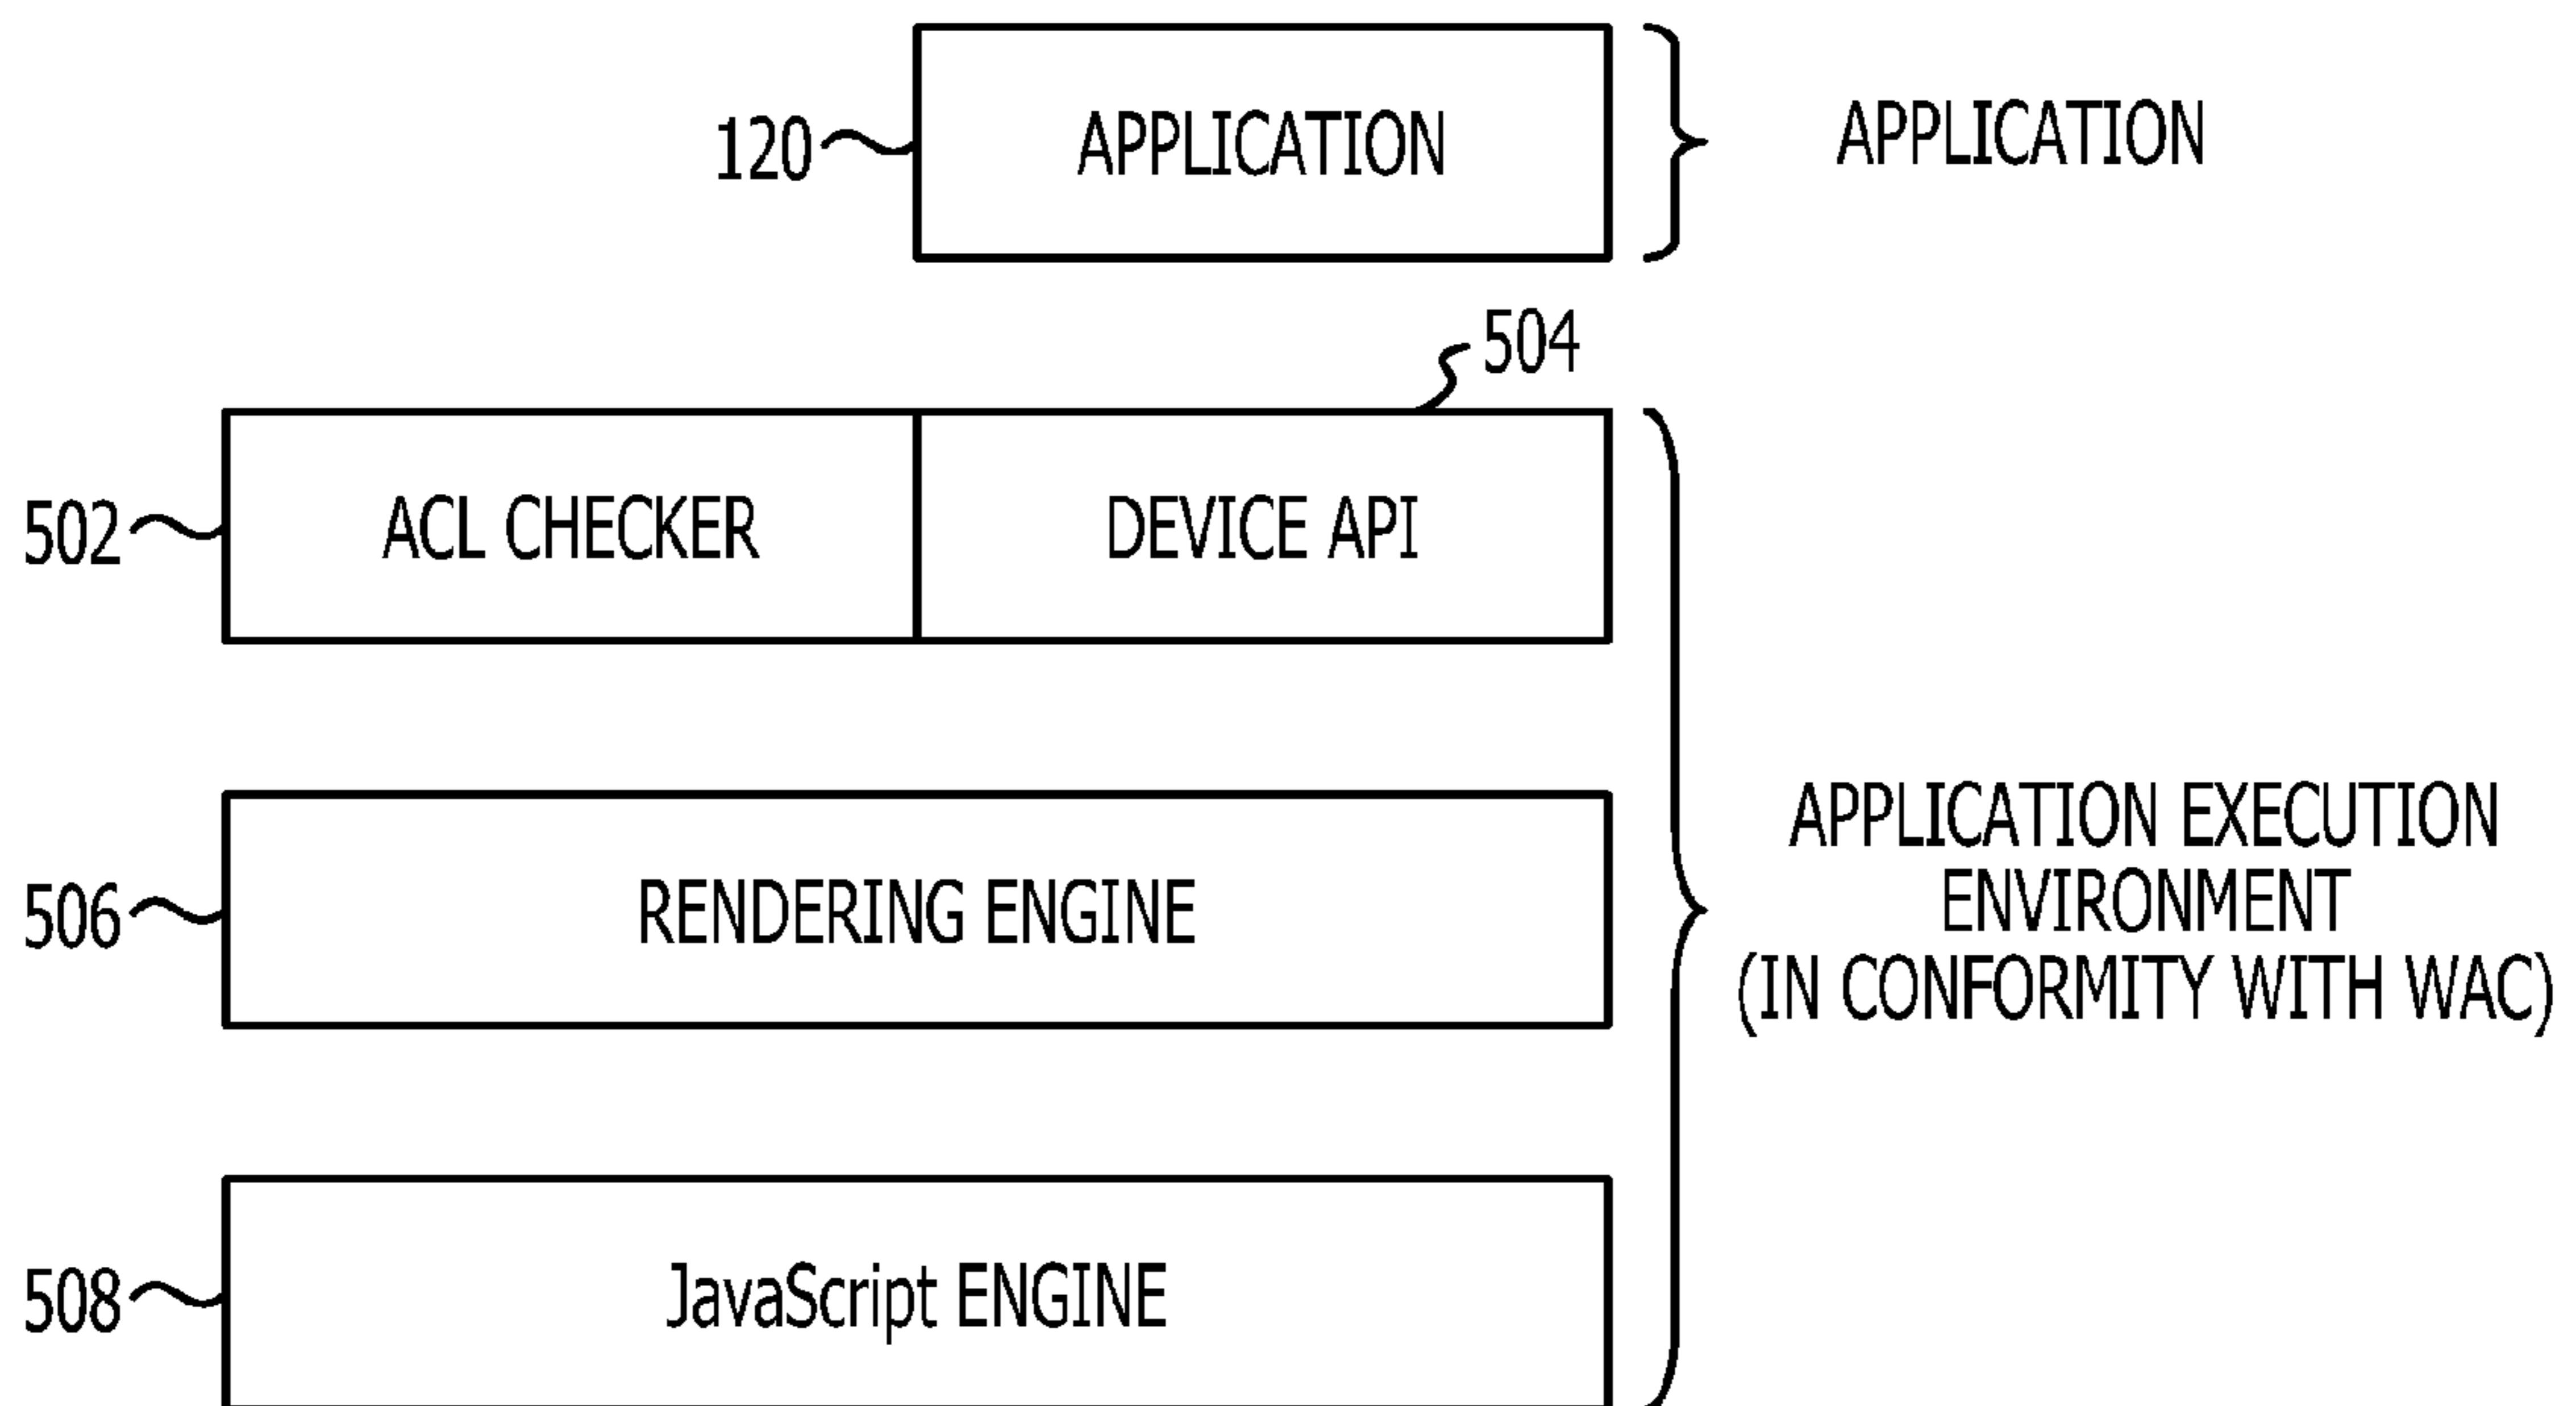 120
APPLICATION
APPLICATION
504
502
ACL CHECKER
DEVICE API
506
RENDERING ENGINE
APPLICATION EXECUTION
ENVIRONMENT
(IN CONFORMITY WITH WAC)
508
JavaScript ENGINE